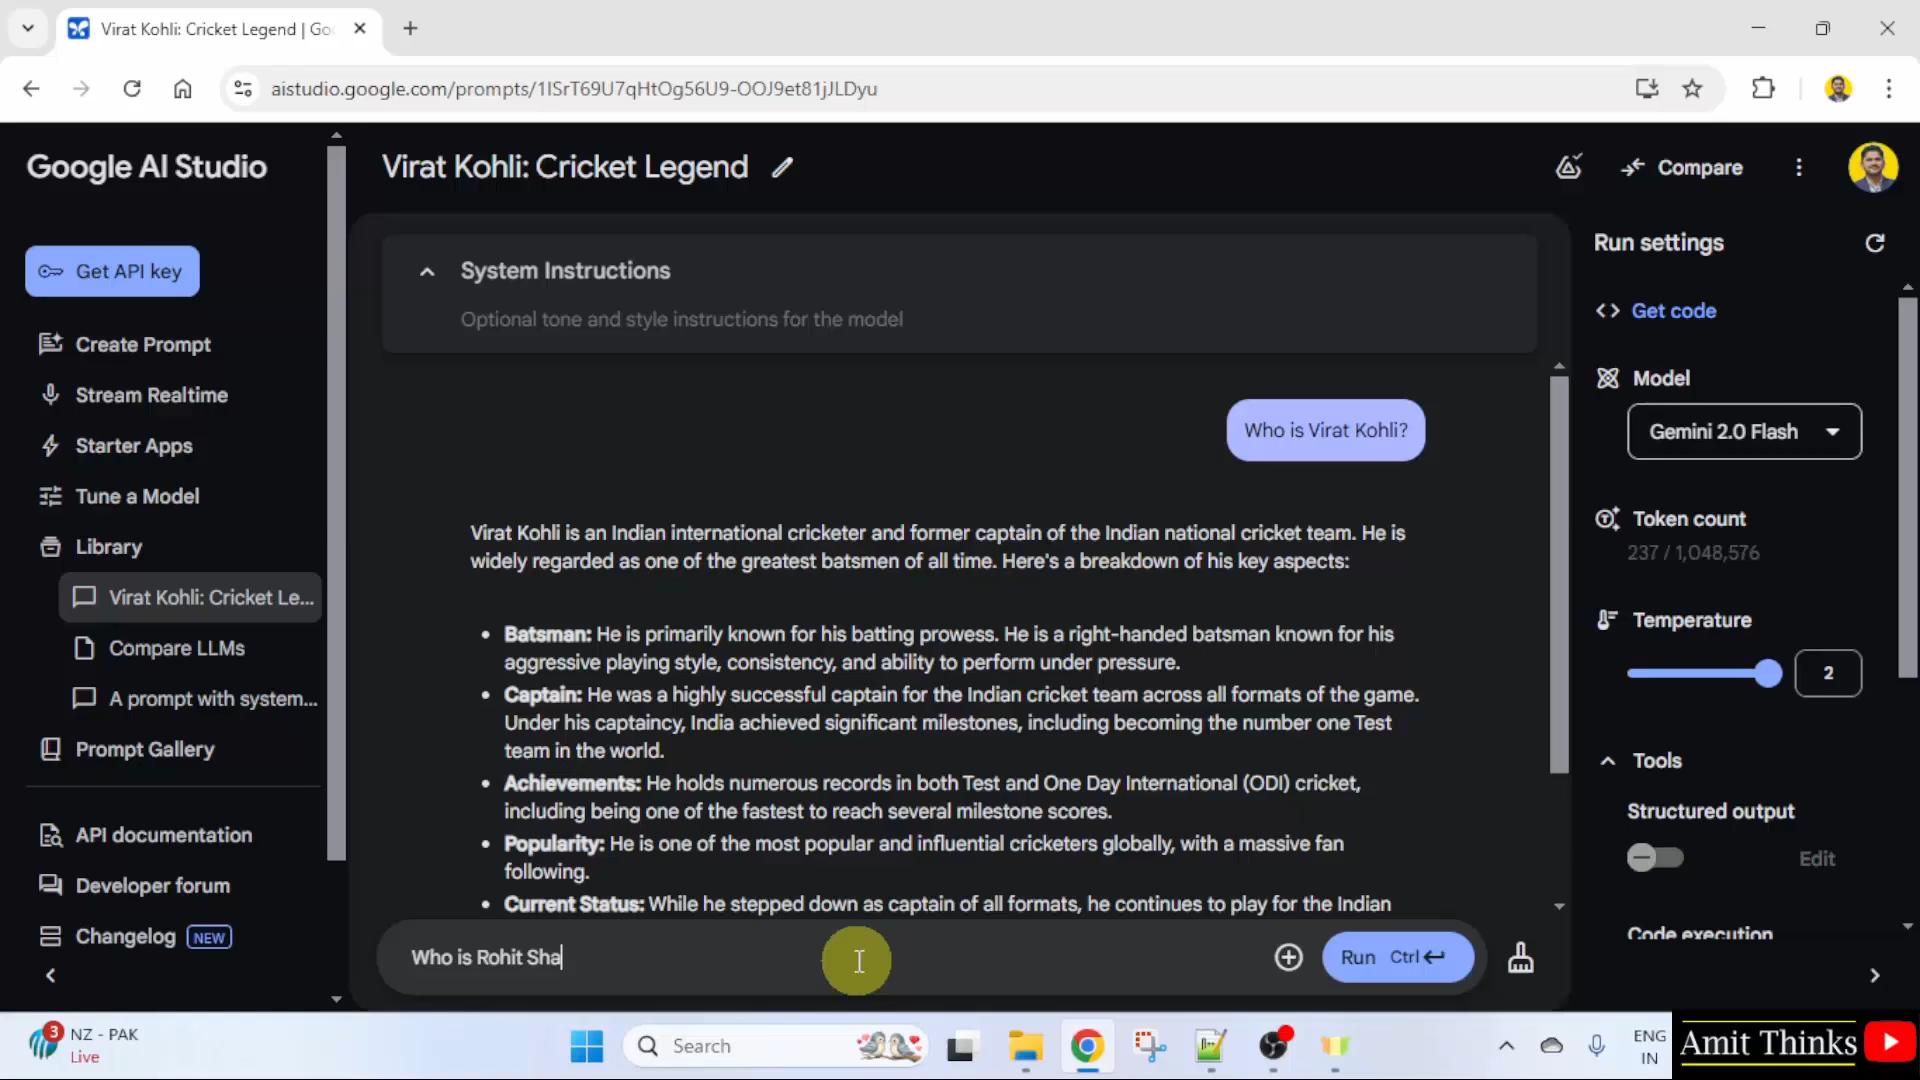 Virat Kohli: Cricket Legend | Goo
aistudio.google.com/prompts/1ISrT69U7qHtOg56U9-OOJ9et81jJLDyu
Google AI Studio
Virat Kohli: Cricket Legend
Compare
Get API key
Create Prompt
Stream Realtime
Starter Apps
Tune a Model
Library
Virat Kohli: Cricket Le...
Compare LLMs
A prompt with system...
Prompt Gallery
API documentation
Developer forum
Changelog NEW
System Instructions
Optional tone and style instructions for the model
Who is Virat Kohli?
Virat Kohli is an Indian international cricketer and former captain of the Indian national cricket team. He is
widely regarded as one of the greatest batsmen of all time. Here's a breakdown of his key aspects:
• Batsman: He is primarily known for his batting prowess. He is a right-handed batsman known for his
aggressive playing style, consistency, and ability to perform under pressure.
• Captain: He was a highly successful captain for the Indian cricket team across all formats of the game.
Under his captaincy, India achieved significant milestones, including becoming the number one Test
team in the world.
• Achievements: He holds numerous records in both Test and One Day International (ODI) cricket,
including being one of the fastest to reach several milestone scores.
• Popularity: He is one of the most popular and influential cricketers globally, with a massive fan
following.
• Current Status: While he stepped down as captain of all formats, he continues to play for the Indian
Who is Rohit Sha
Run Ctrl
Run settings
Get code
Model
Gemini 2.0 Flash
Token count
237 / 1,048,576
Temperature
2
Tools
Structured output
Edit
Code execution
3
NZ - PAK
Live
Search
ENG
IN
Amit Thinks